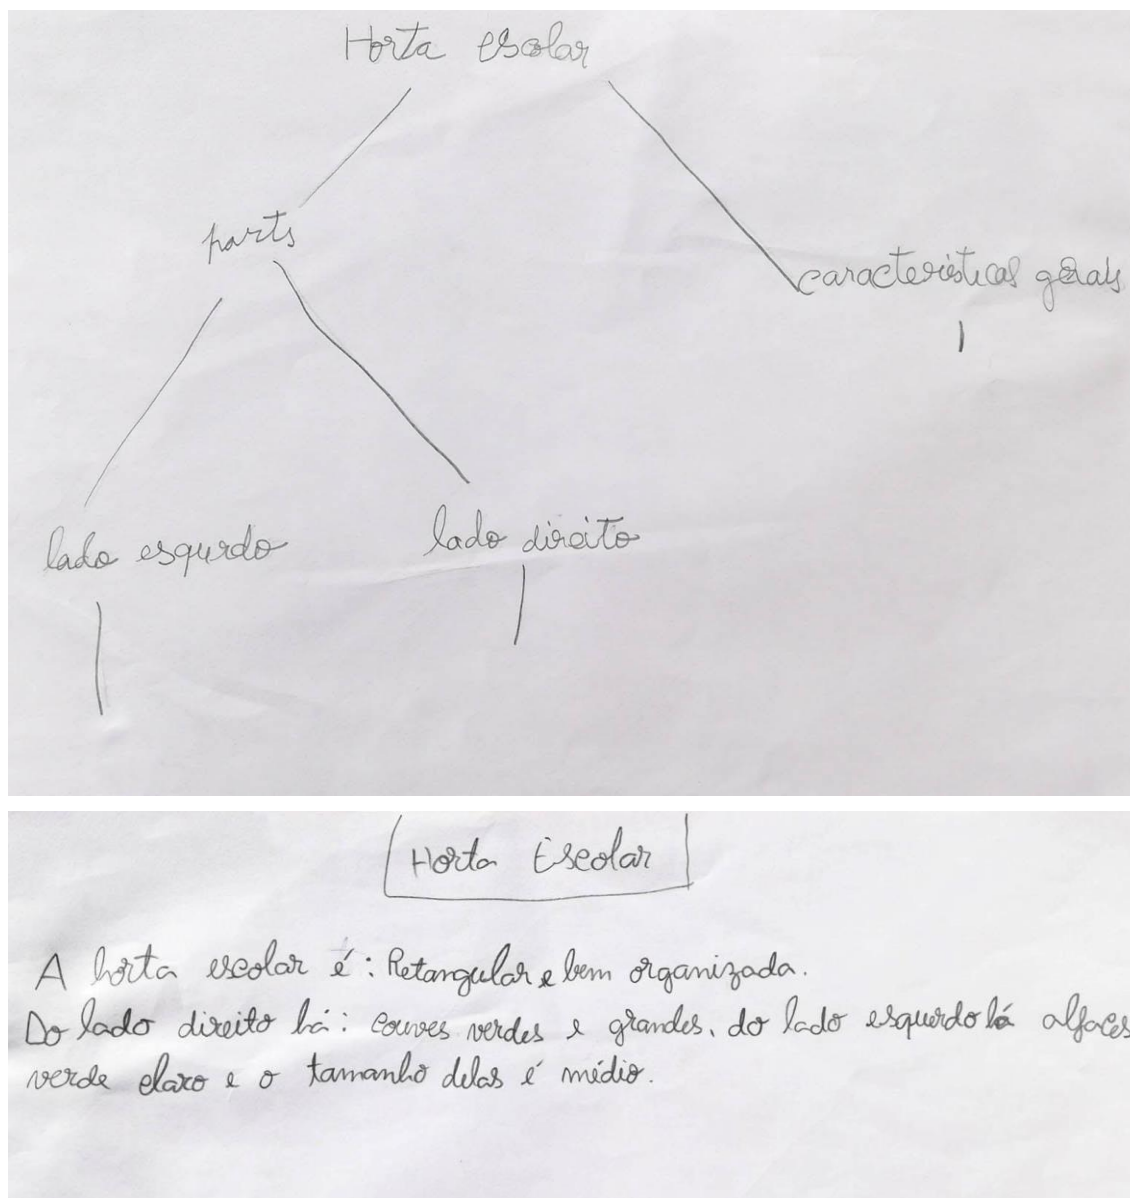 Horta escolar
parts
características gerais
lado esqurdo
lado direito
Horta Escolar
A horta escolar é: Retangular e bem organizada.
Do lado direito há: couves verdes e grandes, do lado esquerdo há alfaces
verde claro e o tamanho delas é médio.